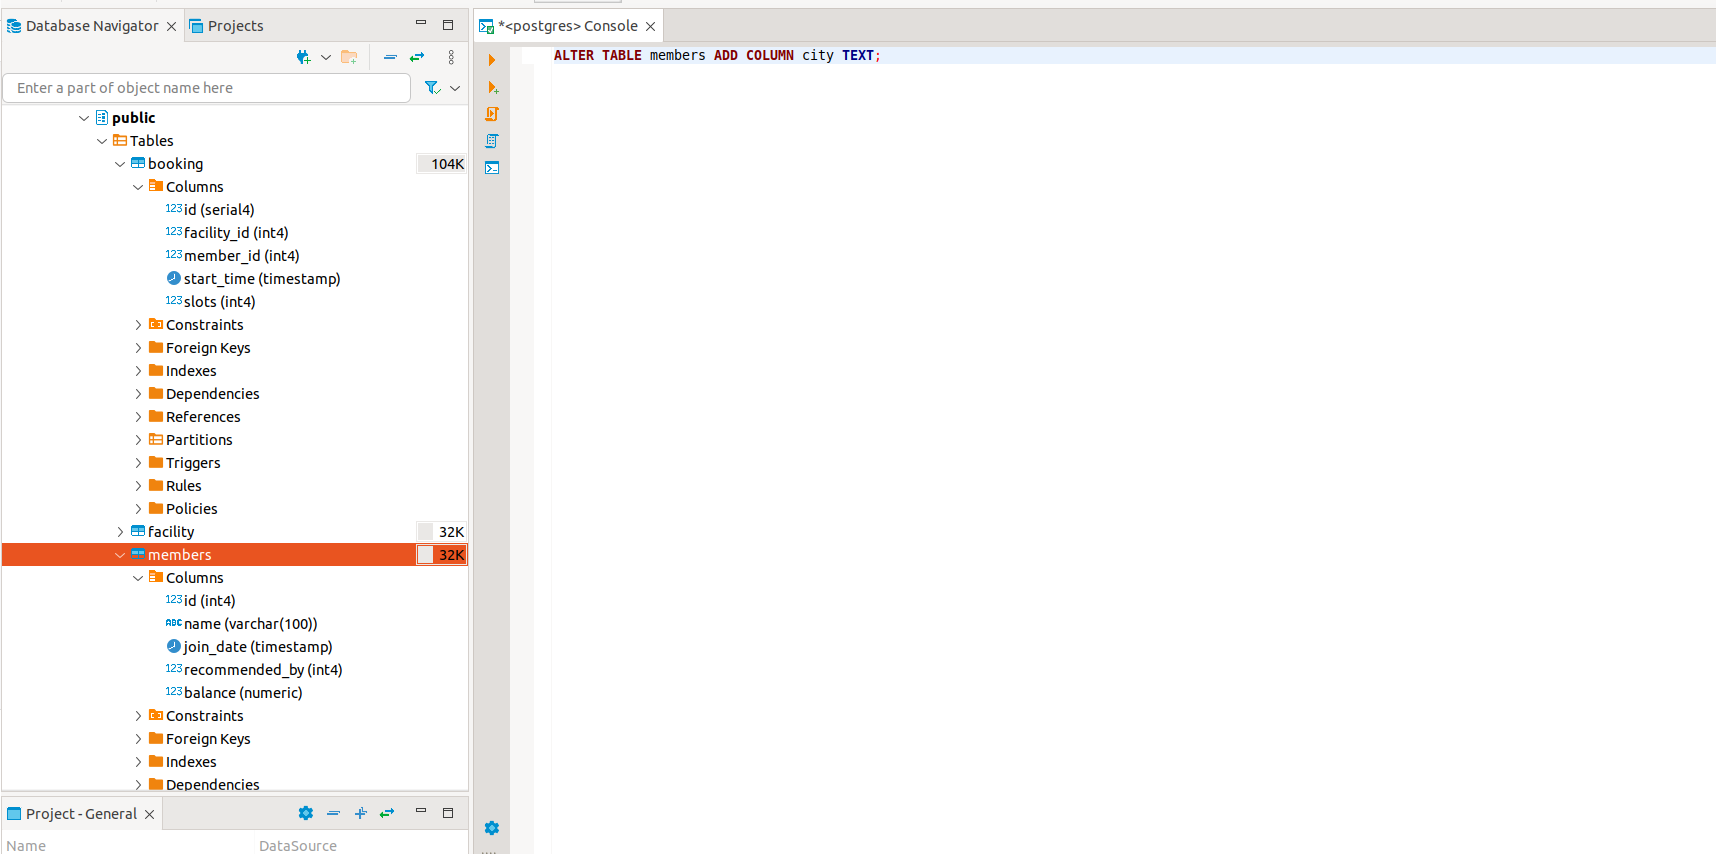 Database Navigator
Projects
*<postgres> Console
Enter a part of object name here
ALTER TABLE members ADD COLUMN city TEXT;
public
Tables
booking 104K
Columns
123 id (serial4)
123 facility_id (int4)
123 member_id (int4)
start_time (timestamp)
123 slots (int4)
Constraints
Foreign Keys
Indexes
Dependencies
References
Partitions
Triggers
Rules
Policies
facility 32K
members 32K
Columns
123 id (int4)
ABC name (varchar(100))
join_date (timestamp)
123 recommended_by (int4)
123 balance (numeric)
Constraints
Foreign Keys
Indexes
Dependencies
Project - General
Name DataSource